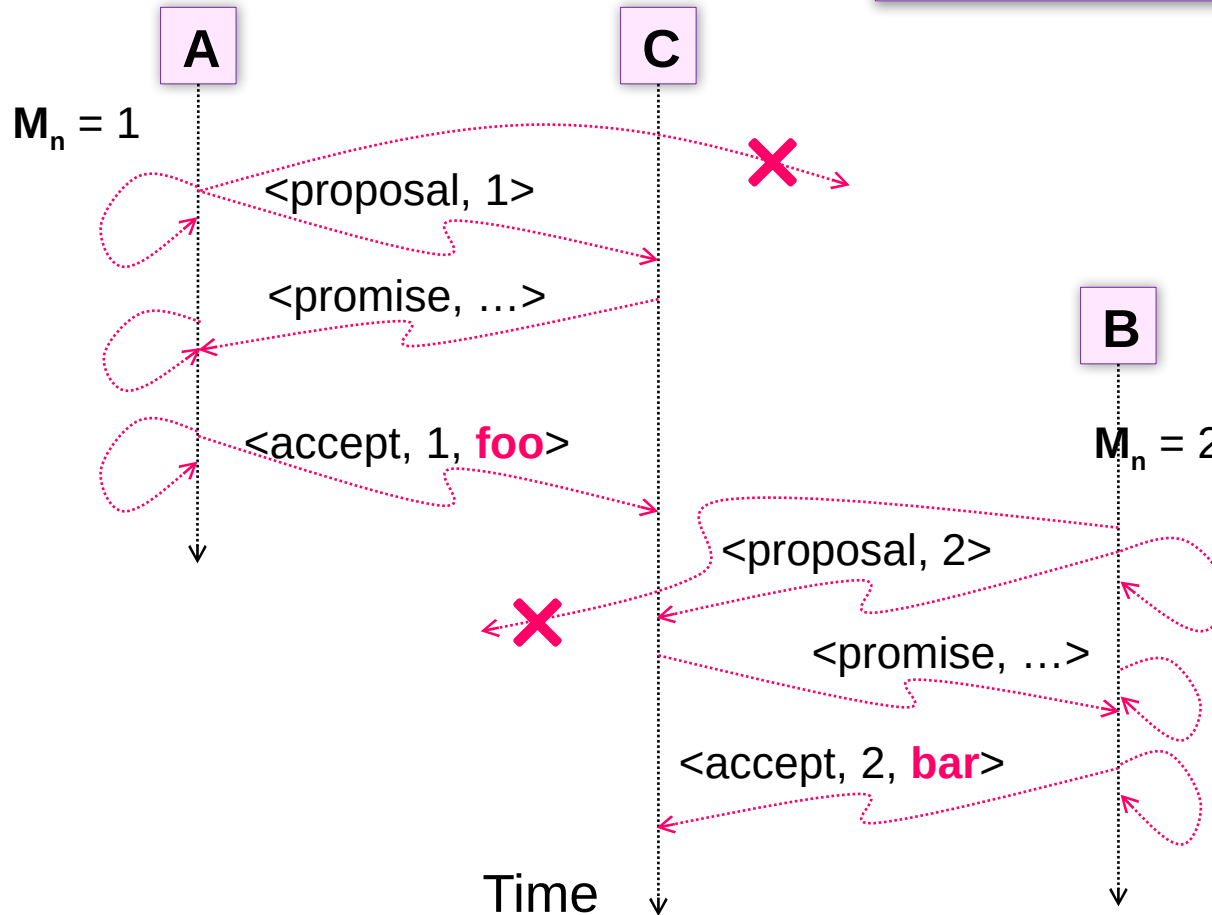 A
C
Mn = 1
<proposal, 1>
<promise, …>
B
<accept, 1, foo>
Mn = 2
<proposal, 2>
<promise, …>
<accept, 2, bar>
Time